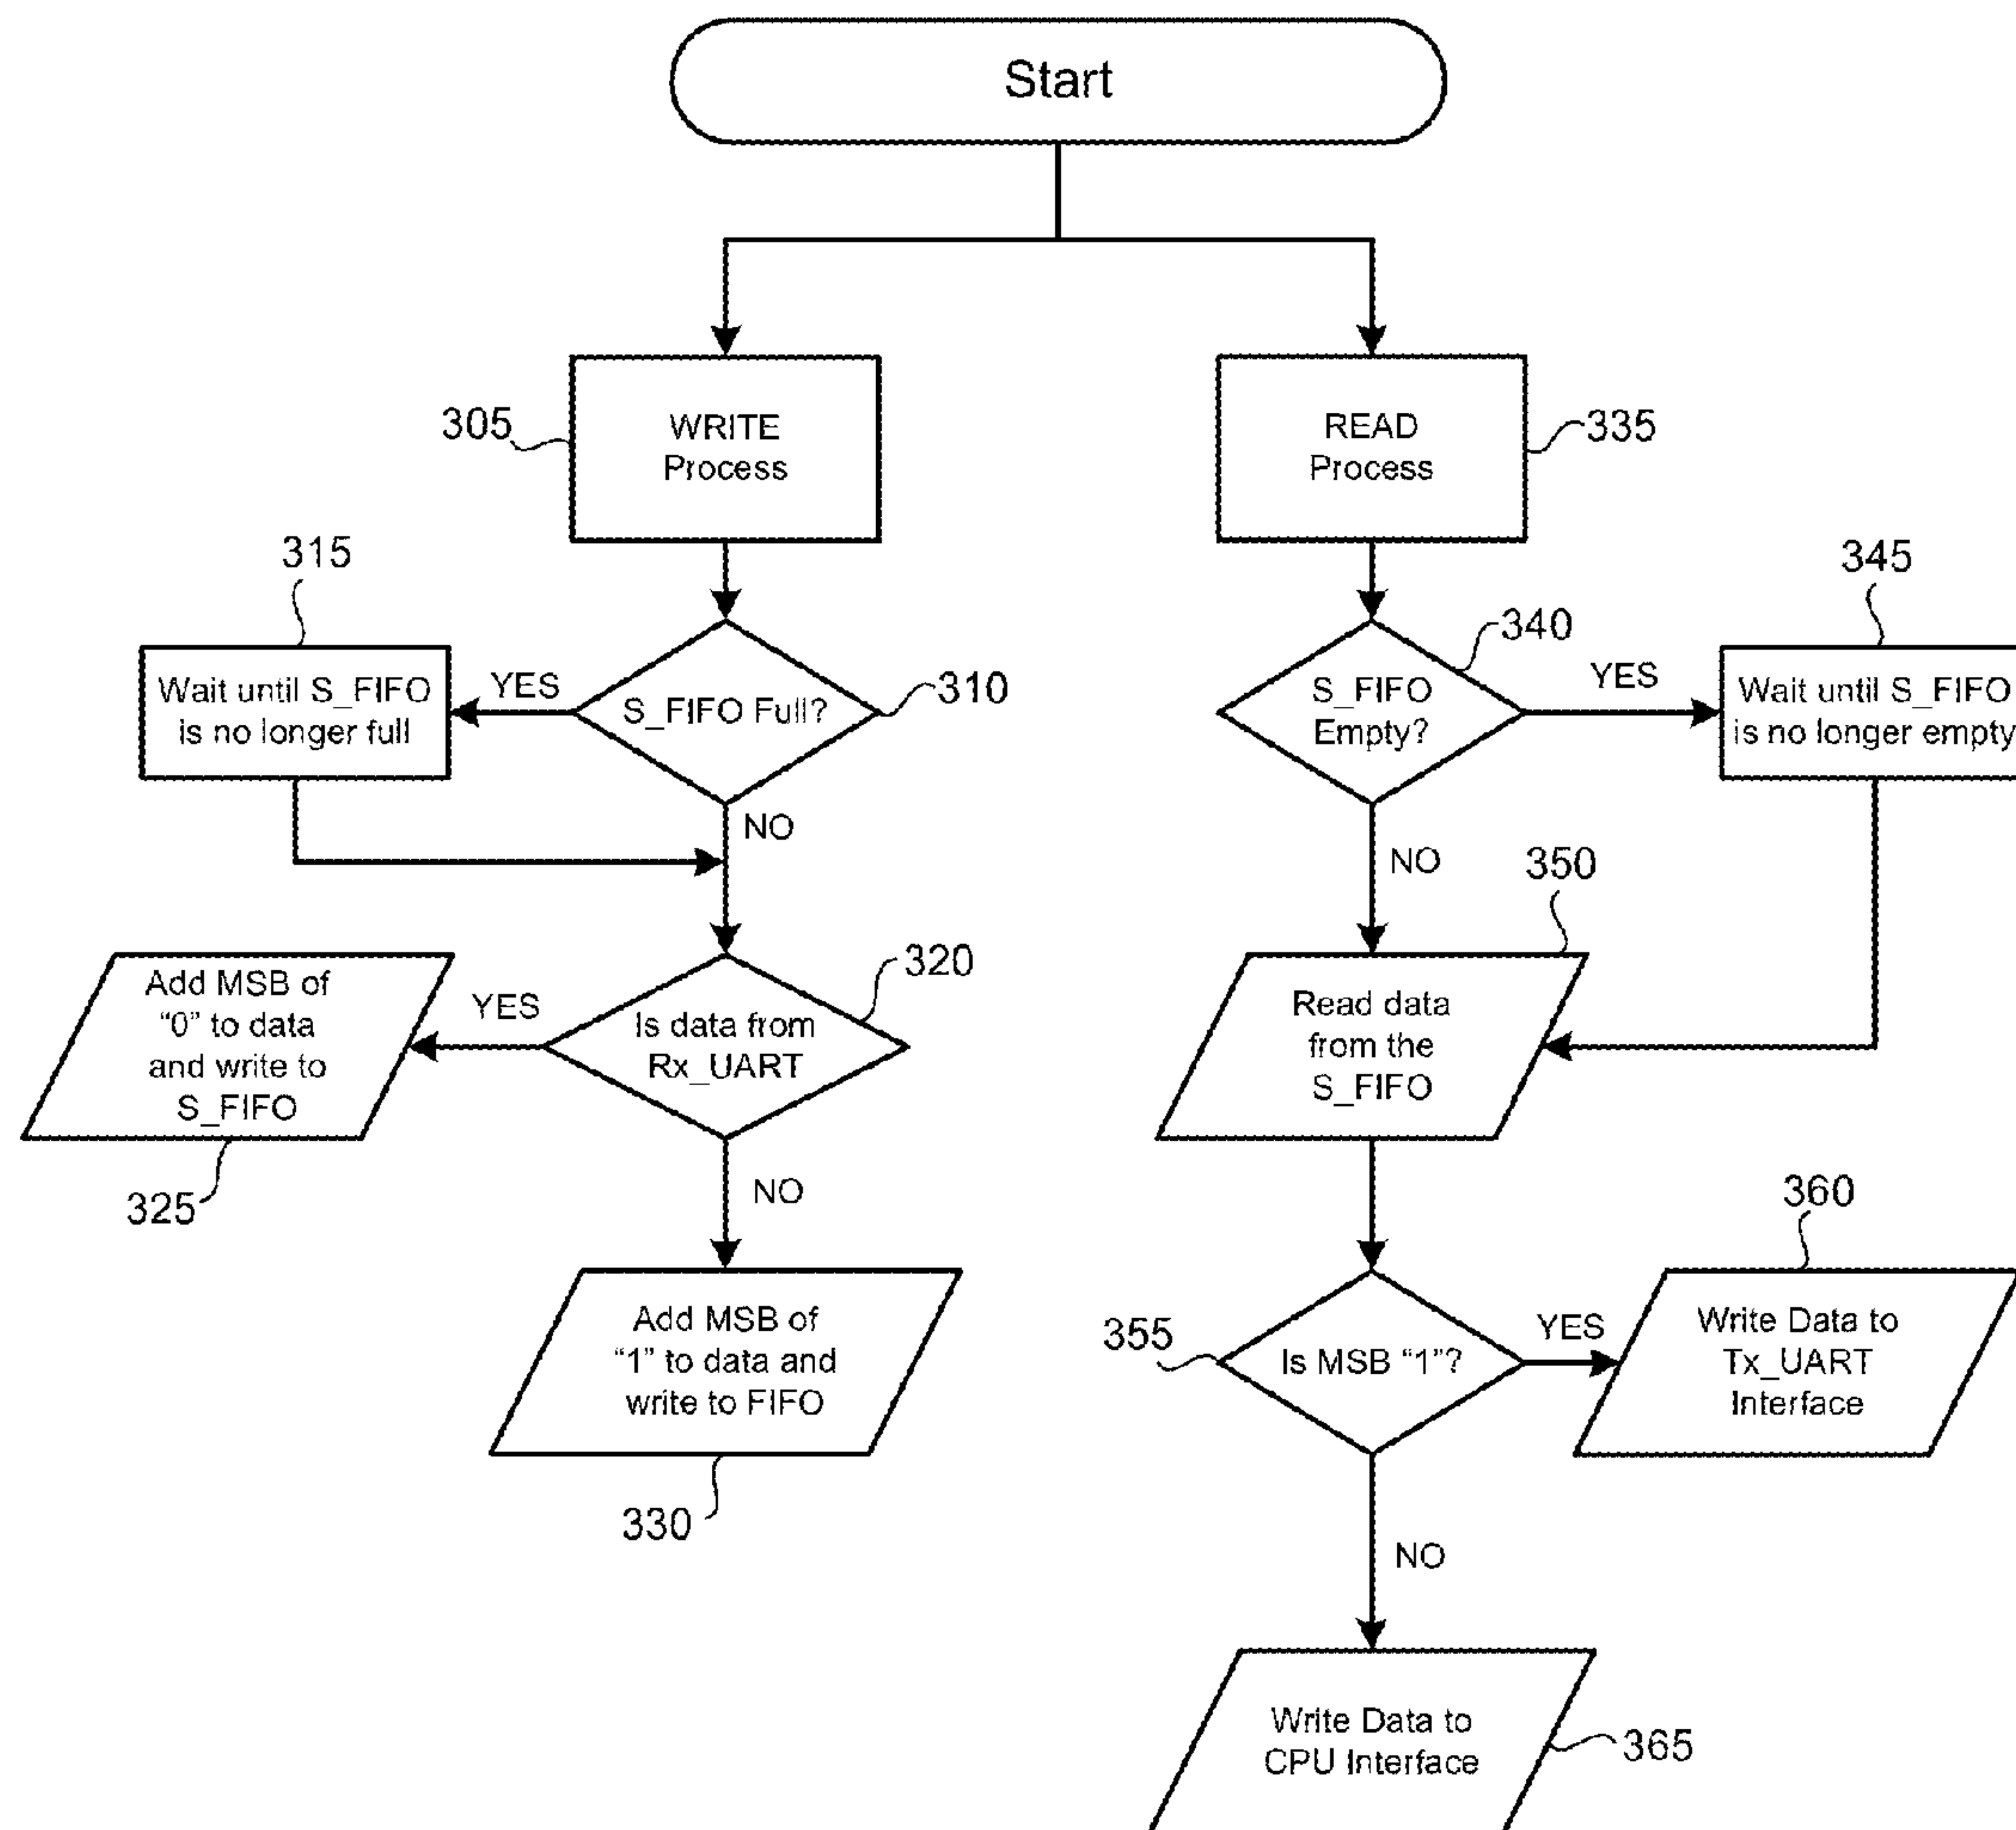 Start
305
WRITE
Process
READ
Process
335
315
Wait until S_FIFO
is no longer full
YES
S_FIFO Full?
310
NO
340
S_FIFO
Empty?
YES
345
Wait until S_FIFO
is no longer empty
NO
350
320
Is data from
Rx_UART
YES
Add MSB of
“0” to data
and write to
S_FIFO
325
NO
Add MSB of
“1” to data and
write to FIFO
330
Read data
from the
S_FIFO
355
Is MSB “1”?
YES
360
Write Data to
Tx_UART
Interface
NO
Write Data to
CPU Interface
365